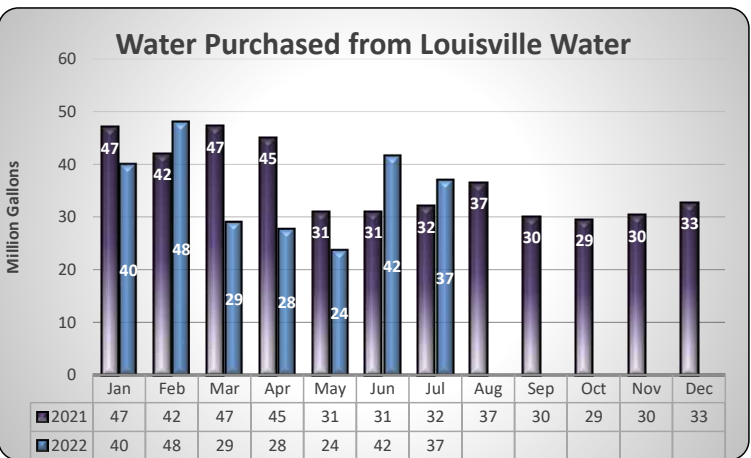 Water Purchased from Louisville Water
Million Gallons
60
50
40
30
20
10
0
47 42 47 45 31 31 32 37 30 29 30 33
40 48 29 28 24 42 37
Jan Feb Mar Apr May Jun Jul Aug Sep Oct Nov Dec
2021 47 42 47 45 31 31 32 37 30 29 30 33
2022 40 48 29 28 24 42 37